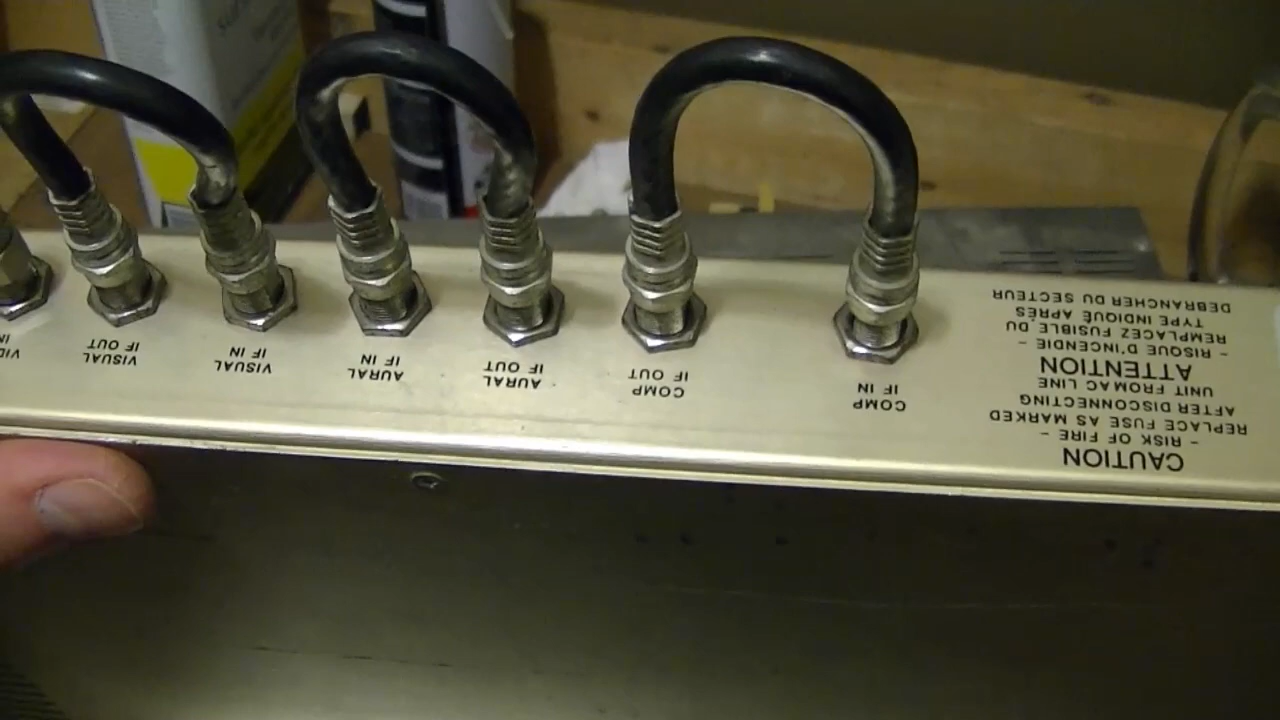 CAUTION
- RISK OF FIRE -
REPLACE FUSE AS MARKED
AFTER DISCONNECTING
UNIT FROMAC LINE
ATTENTION
- RISQUE D'INCENDIE -
REMPLACEZ FUSIBLE DU
TYPE INDIQUÉ APRÈS
DEBRANCHER DU SECTEUR
COMP
IF IN
COMP
IF OUT
AURAL
IF OUT
AURAL
IF IN
VISUAL
IF IN
VISUAL
IF OUT